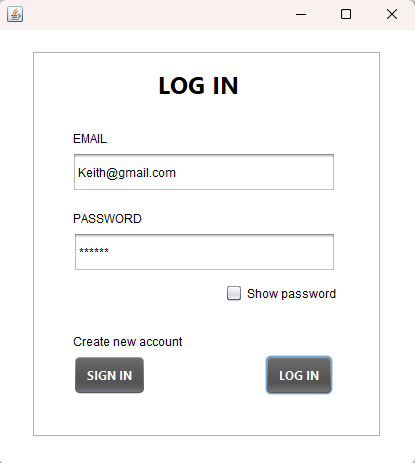 LOG IN
EMAIL
Keith@gmail.com
PASSWORD
******
Show password
Create new account
SIGN IN
LOG IN